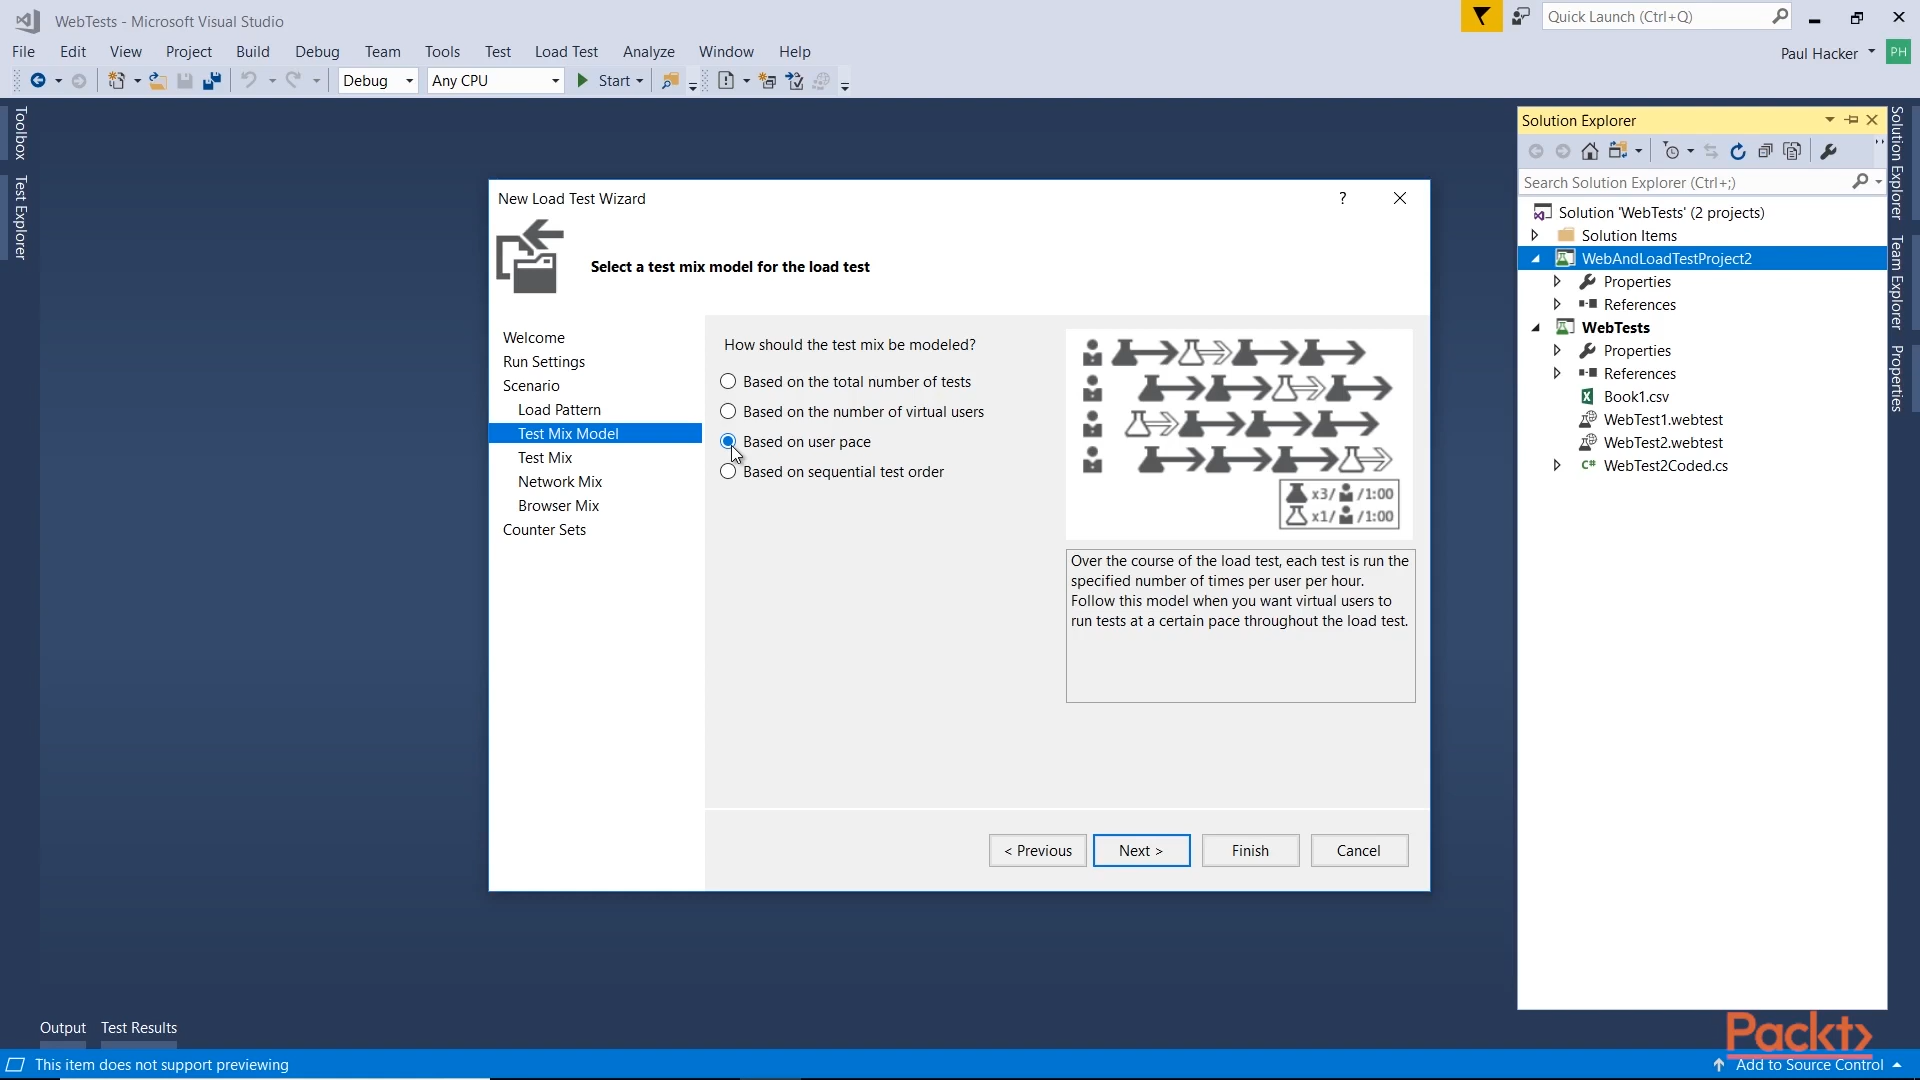 WebTests - Microsoft Visual Studio
Quick Launch (Ctrl+Q)
File Edit View Project Build Debug Team Tools Test Load Test Analyze Window Help
Paul Hacker PH
Debug Any CPU Start
Toolbox
Test Explorer
New Load Test Wizard
?
Select a test mix model for the load test
Welcome
Run Settings
Scenario
Load Pattern
Test Mix Model
Test Mix
Network Mix
Browser Mix
Counter Sets
How should the test mix be modeled?
Based on the total number of tests
Based on the number of virtual users
Based on user pace
Based on sequential test order
x3/ /1:00
x1/ /1:00
Over the course of the load test, each test is run the
specified number of times per user per hour.
Follow this model when you want virtual users to
run tests at a certain pace throughout the load test.
< Previous
Next >
Finish
Cancel
Solution Explorer
Search Solution Explorer (Ctrl+;)
Solution 'WebTests' (2 projects)
Solution Items
WebAndLoadTestProject2
Properties
References
WebTests
Properties
References
Book1.csv
WebTest1.webtest
WebTest2.webtest
C# WebTest2Coded.cs
Solution Explorer
Team Explorer
Properties
Output Test Results
Packt>
This item does not support previewing
Add to Source Control